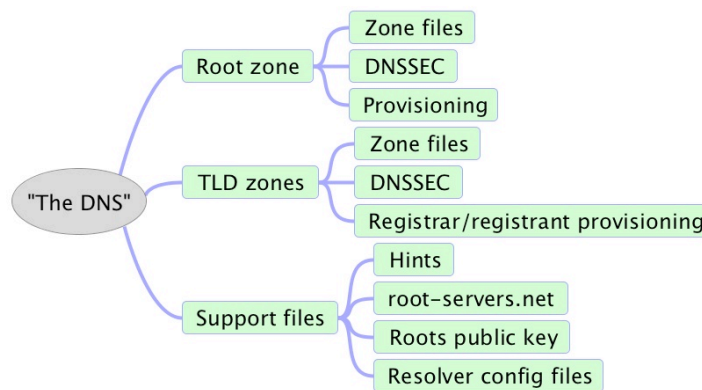 "The DNS"
Root zone
Zone files
DNSSEC
Provisioning
TLD zones
Zone files
DNSSEC
Registrar/registrant provisioning
Support files
Hints
root-servers.net
Roots public key
Resolver config files